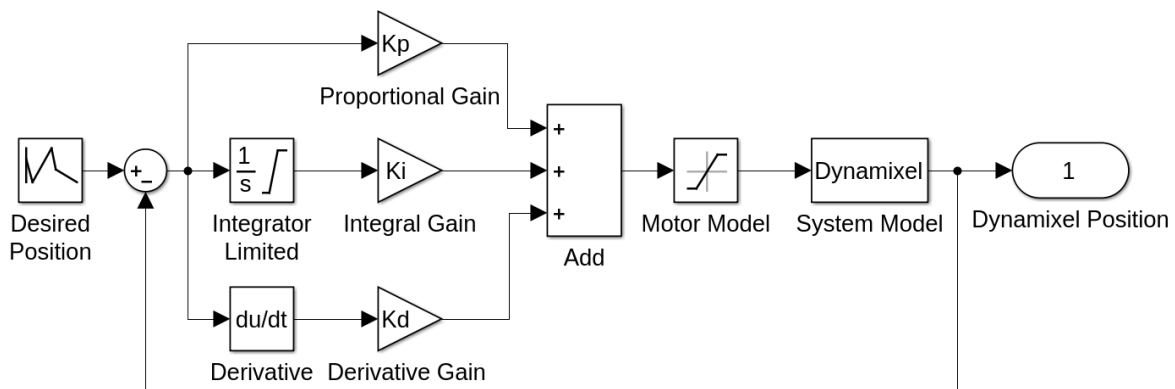 Kp
Proportional Gain
Desired
Position
+
−
1
s
Integrator
Limited
Ki
Integral Gain
du/dt
Derivative
Kd
Derivative Gain
+
+
+
Add
Motor Model
Dynamixel
System Model
1
Dynamixel Position